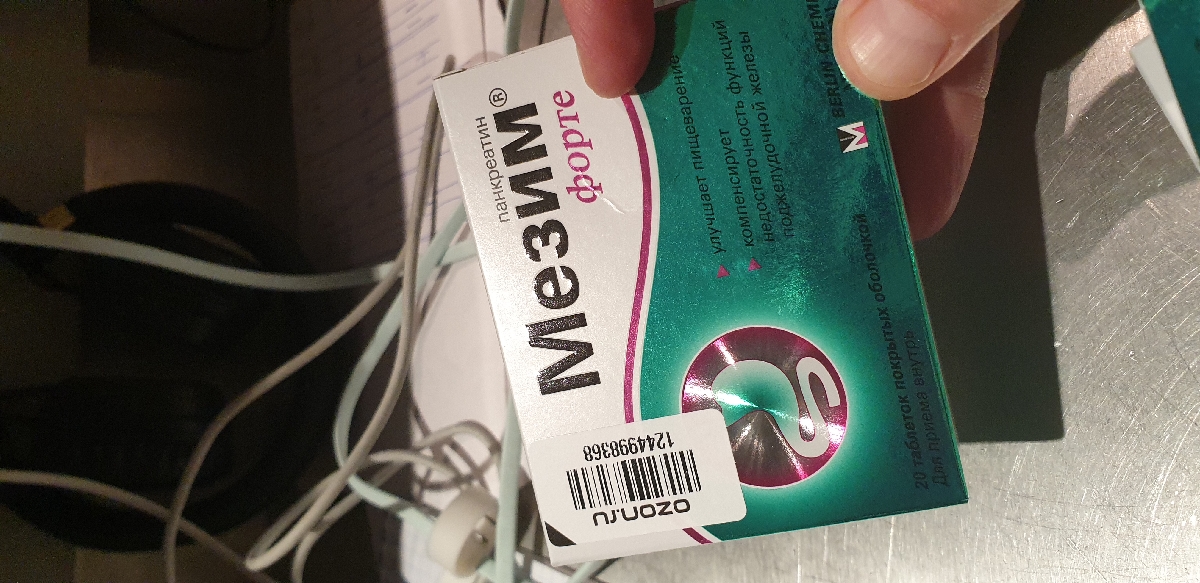 панкреатин
Мезим®
форте
улучшает пищеварение
компенсирует
недостаточность функций
поджелудочной железы
BERLIN-CHEMI
20 таблеток покрытых оболочкой
Для приема внутрь
1244998368
ozon.ru